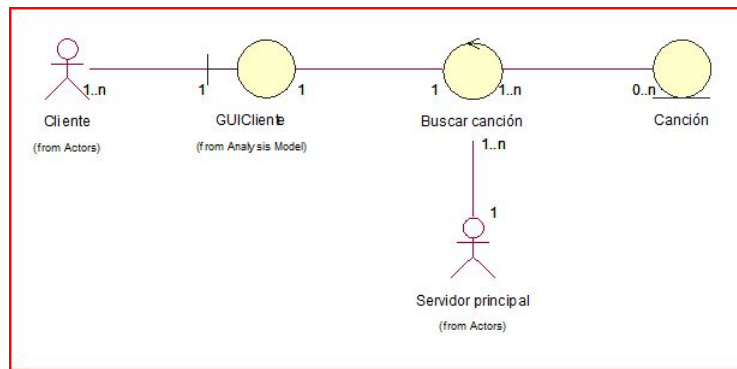 1..n
1
1
1
1..n
0..n
Cliente
GUICliente
Buscar canción
Canción
(from Actors)
(from Analysis Model)
1..n
1
Servidor principal
(from Actors)